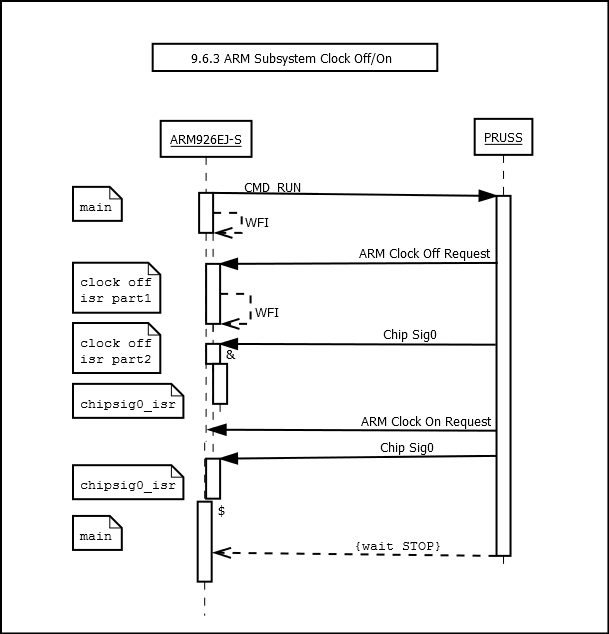 9.6.3 ARM Subsystem Clock Off/On
ARM926EJ-S
PRUSS
CMD_RUN
main
WFI
ARM Clock Off Request
clock off
isr part1
WFI
Chip Sig0
clock off
isr part2
&
chipsig0_isr
ARM Clock On Request
Chip Sig0
chipsig0_isr
$
main
{wait STOP}